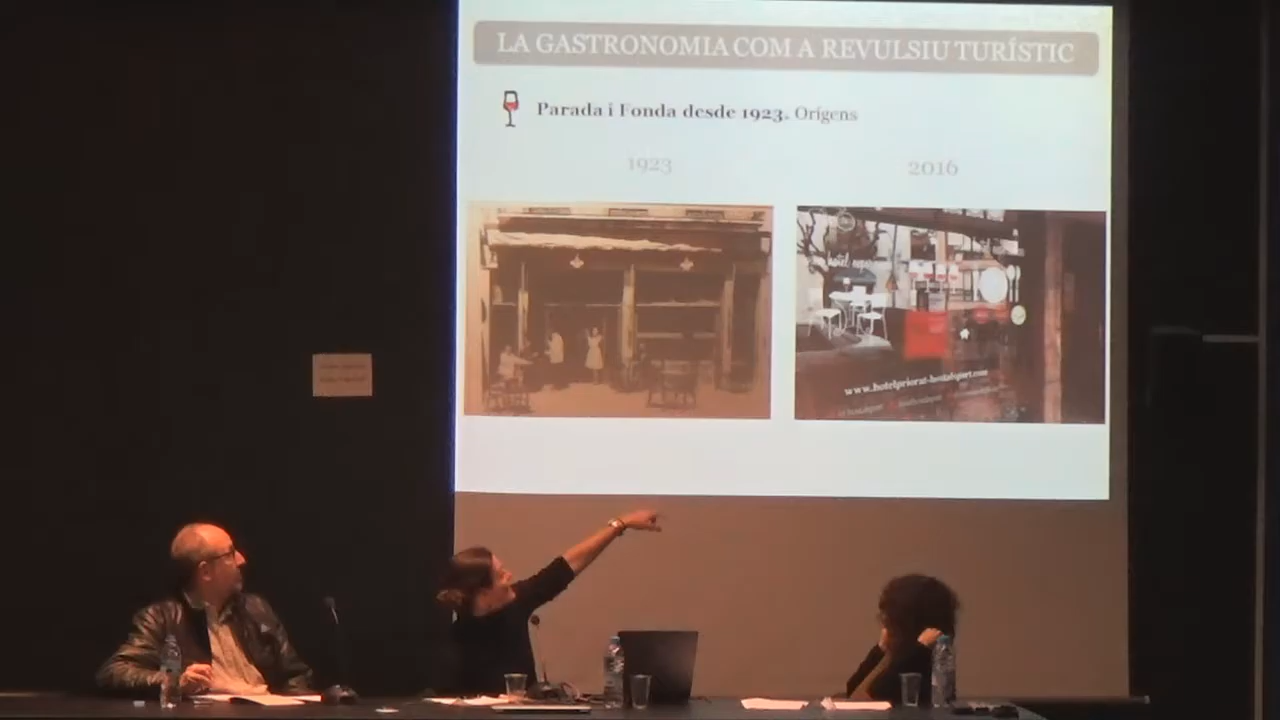 LA GASTRONOMIA COM A REVULSIU TURÍSTIC
Parada i Fonda desde 1923. Orígens
1923
2016
www.hotelpriorat-hostalsport.com